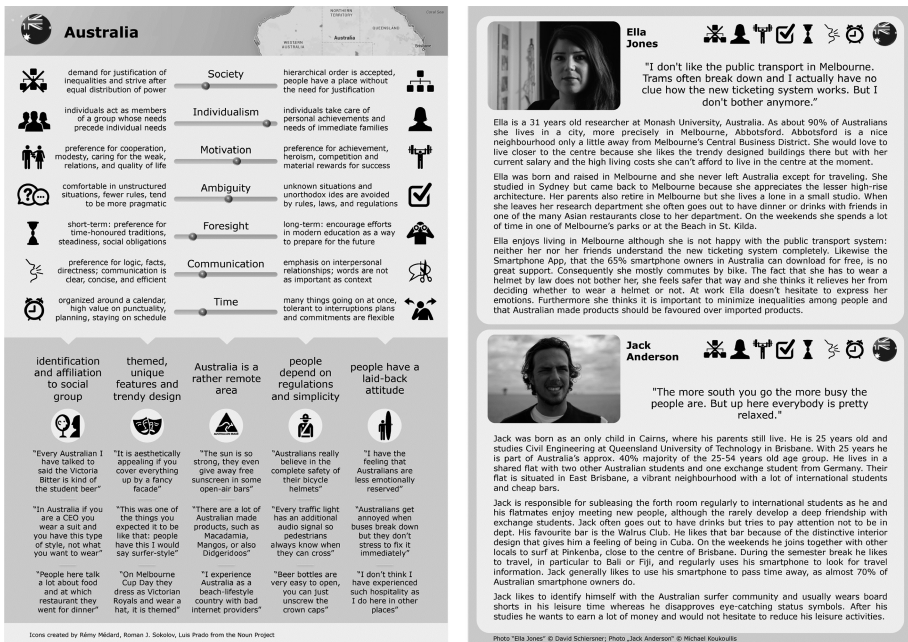 Australia
NORTHERN
TERRITORY
QUEENSLAND
WESTERN
AUSTRALIA
Australia
Brisbane
Coral Sea
demand for justification of
inequalities and strive after
equal distribution of power
Society
hierarchical order is accepted,
people have a place without
the need for justification
individuals act as members
of a group whose needs
precede individual needs
Individualism
individuals take care of
personal achievements and
needs of immediate families
preference for cooperation,
modesty, caring for the weak,
relations, and quality of life
Motivation
preference for achievement,
heroism, competition and
material rewards for success
comfortable in unstructured
situations, fewer rules, tend
to be more pragmatic
Ambiguity
unknown situations and
unorthodox ides are avoided
by rules, laws, and regulations
short-term: preference for
time-honoured traditions,
steadiness, social obligations
Foresight
long-term: encourage efforts
in modern education as a way
to prepare for the future
preference for logic, facts,
directness; communication is
clear, concise, and efficient
Communication
emphasis on interpersonal
relationships; words are not
as important as context
organized around a calendar,
high value on punctuality,
planning, staying on schedule
Time
many things going on at once,
tolerant to interruptions plans
and commitments are flexible
identification
and affiliation
to social
group
"Every Australian I
have talked to
said the Victoria
Bitter is kind of
the student beer"
"In Australia if you
are a CEO you
wear a suit and
you have this type
of style, not what
you want to wear"
"People here talk
a lot about food
and at which
restaurant they
went for dinner"
themed,
unique
features and
trendy design
"It is aesthetically
appealing if you
cover everything
up by a fancy
facade"
"This was one of
the things you
expected it to be
like that: people
have this I would
say surfer-style"
"On Melbourne
Cup Day they
dress as Victorian
Royals and wear a
hat, it is themed"
Australia is a
rather remote
area
"The sun is so
strong, they even
give away free
sunscreen in some
open-air bars"
"There are a lot of
Australian made
products, such as
Macadamia,
Mangos, or also
Didgeridoos"
"I experience
Australia as a
beach-lifestyle
country with bad
internet providers"
people
depend on
regulations
and simplicity
"Australians really
believe in the
complete safety of
their bicycle
helmets"
"Every traffic light
has an additional
audio signal so
pedestrians
always know when
they can cross"
"Beer bottles are
very easy to open,
you can just
unscrew the
crown caps"
people have a
laid-back
attitude
"I have the
feeling that
Australians are
less emotionally
reserved"
"Australians get
annoyed when
buses break down
but they don't
stress to fix it
immediately"
"I don't think I
have experienced
such hospitality as
I do here in other
places"
Icons created by Rémy Médard, Roman J. Sokolov, Luis Prado from the Noun Project
Ella
Jones
"I don't like the public transport in Melbourne.
Trams often break down and I actually have no
clue how the new ticketing system works. But I
don't bother anymore."
Ella is a 31 years old researcher at Monash University, Australia. As about 90% of Australians
she lives in a city, more precisely in Melbourne, Abbotsford. Abbotsford is a nice
neighbourhood only a little away from Melbourne's Central Business District. She would love to
live closer to the centre because she likes the trendy designed buildings there but with her
current salary and the high living costs she can't afford to live in the centre at the moment.
Ella was born and raised in Melbourne and she never left Australia except for traveling. She
studied in Sydney but came back to Melbourne because she appreciates the lesser high-rise
architecture. Her parents also retire in Melbourne but she lives a lone in a small studio. When
she leaves her research department she often goes out to have dinner or drinks with friends in
one of the many Asian restaurants close to her department. On the weekends she spends a lot
of time in one of Melbourne's parks or at the Beach in St. Kilda.
Ella enjoys living in Melbourne although she is not happy with the public transport system:
Neither her nor her friends understand the new ticketing system completely. Likewise the
Smartphone App, that the 65% smartphone owners in Australia can download for free, is no
great support. Consequently she mostly commutes by bike. The fact that she has to wear a
helmet by law does not bother her, she feels safer that way and she thinks it relieves her from
deciding whether to wear a helmet or not. At work Ella doesn't hesitate to express her
emotions. Furthermore she thinks it is important to minimize inequalities among people and
that Australian made products should be favoured over imported products.
Jack
Anderson
"The more south you go the more busy the
people are. But up here everybody is pretty
relaxed."
Jack was born as an only child in Cairns, where his parents still live. He is 25 years old and
studies Civil Engineering at Queensland University of Technology in Brisbane. With 25 years he
is part of Australia's approx. 40% majority of the 25-54 years old age group. He lives in a
shared flat with two other Australian students and one exchange student from Germany. Their
flat is situated in East Brisbane, a vibrant neighbourhood with a lot of international students
and cheap bars.
Jack is responsible for subleasing the forth room regularly to international students as he and
his flatmates enjoy meeting new people, although the rarely develop a deep friendship with
exchange students. Jack often goes out to have drinks but tries to pay attention not to be in
dept. His favourite bar is the Walrus Club. He likes that bar because of the distinctive interior
design that gives him a feeling of being in Cuba. On the weekends he joins together with other
locals to surf at Pinkenba, close to the centre of Brisbane. During the semester break he likes
to travel, in particular to Bali or Fiji, and regularly uses his smartphone to look for travel
information. Jack generally likes to use his smartphone to pass time away, as almost 70% of
Australian smartphone owners do.
Jack likes to identify himself with the Australian surfer community and usually wears board
shorts in his leisure time whereas he disapproves eye-catching status symbols. After his
studies he wants to earn a lot of money and would not hesitate to reduce his leisure activities.
Photo "Ella Jones" © David Schiersner; Photo „Jack Anderson" © Michael Koukoullis